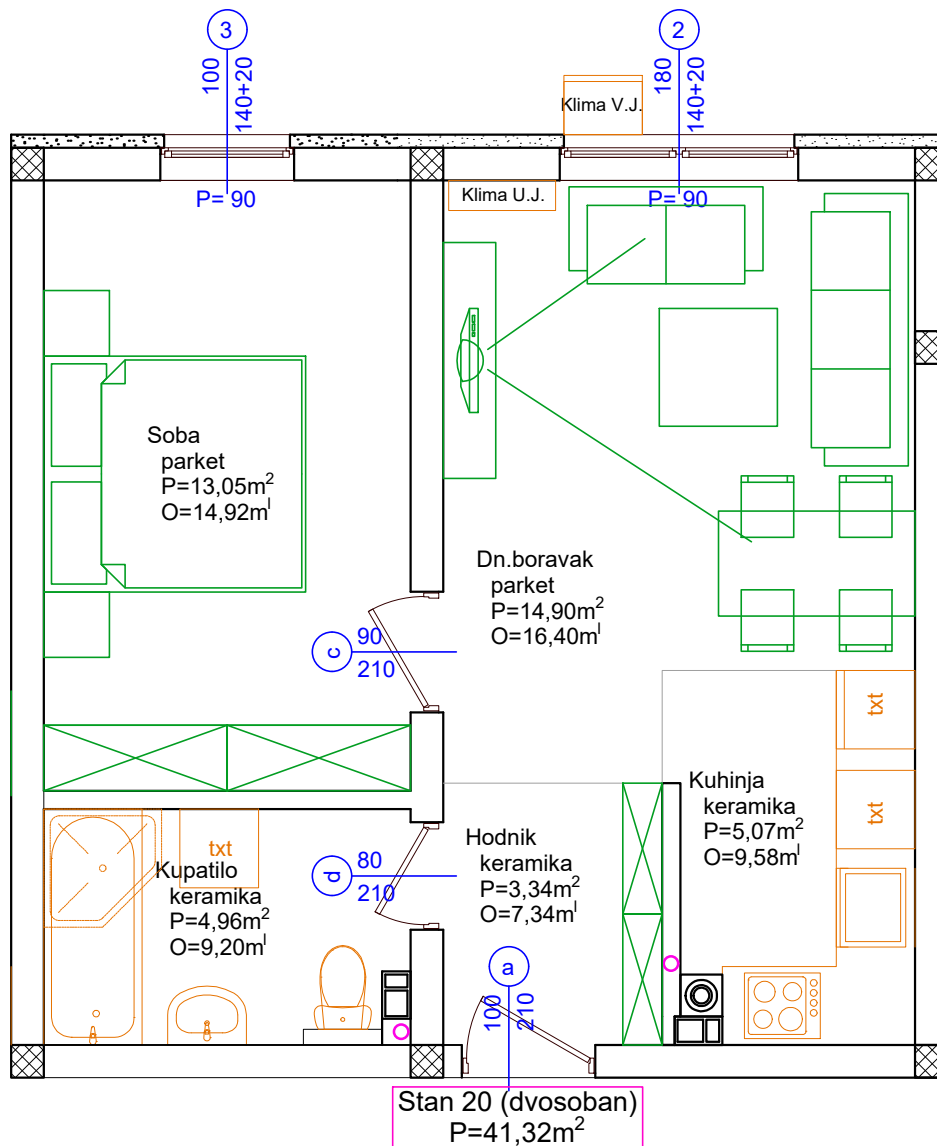 3
100
140+20
P= 90
2
180
140+20
P= 90
Klima V.J.
Klima U.J.
Soba
parket
P=13,05m²
O=14,92mˡ
Dn.boravak
parket
P=14,90m²
O=16,40mˡ
c
90
210
txt
txt
Kuhinja
keramika
P=5,07m²
O=9,58mˡ
Hodnik
keramika
P=3,34m²
O=7,34mˡ
d
80
210
txt
Kupatilo
keramika
P=4,96m²
O=9,20mˡ
a
100
210
Stan 20 (dvosoban)
P=41,32m²